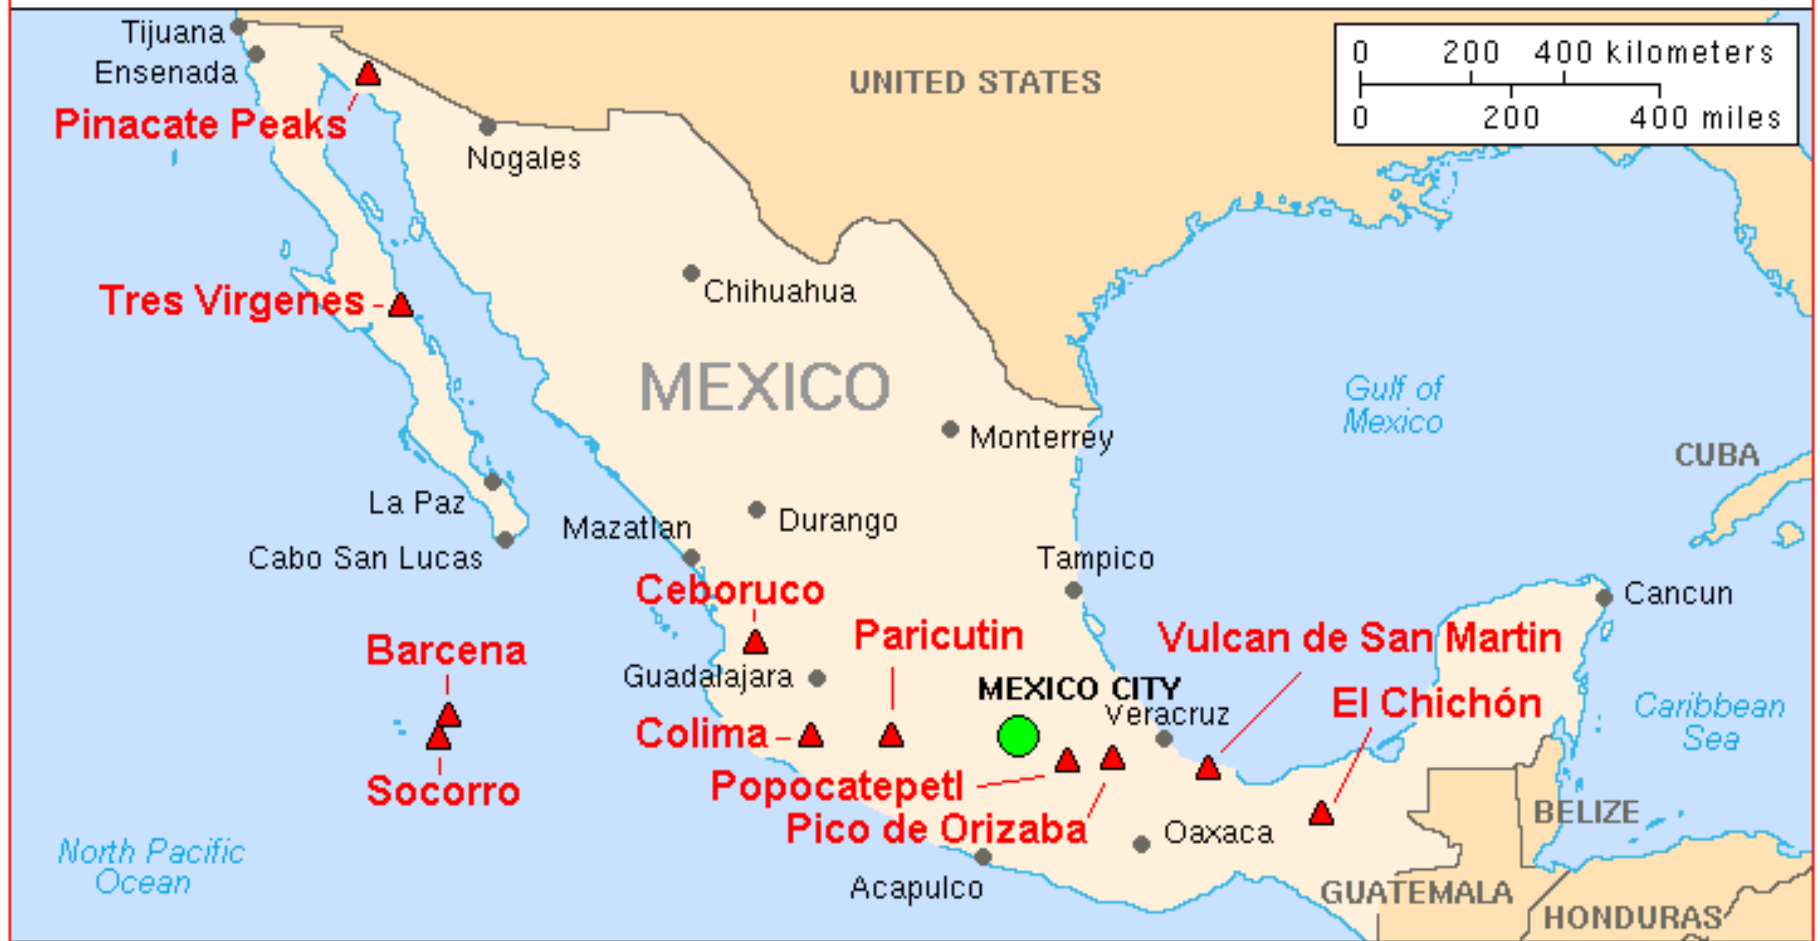 Tijuana
Ensenada
Pinacate Peaks
Nogales
UNITED STATES
0 200 400 kilometers
0 200 400 miles
Tres Virgenes
Chihuahua
MEXICO
Monterrey
Gulf of
Mexico
CUBA
La Paz
Cabo San Lucas
Mazatlan
Durango
Tampico
Cancun
Ceboruco
Barcena
Guadalajara
Paricutin
MEXICO CITY
Veracruz
Vulcan de San Martin
El Chichón
Caribbean
Sea
Colima
Socorro
Popocatepetl
Pico de Orizaba
Oaxaca
BELIZE
North Pacific
Ocean
Acapulco
GUATEMALA
HONDURAS